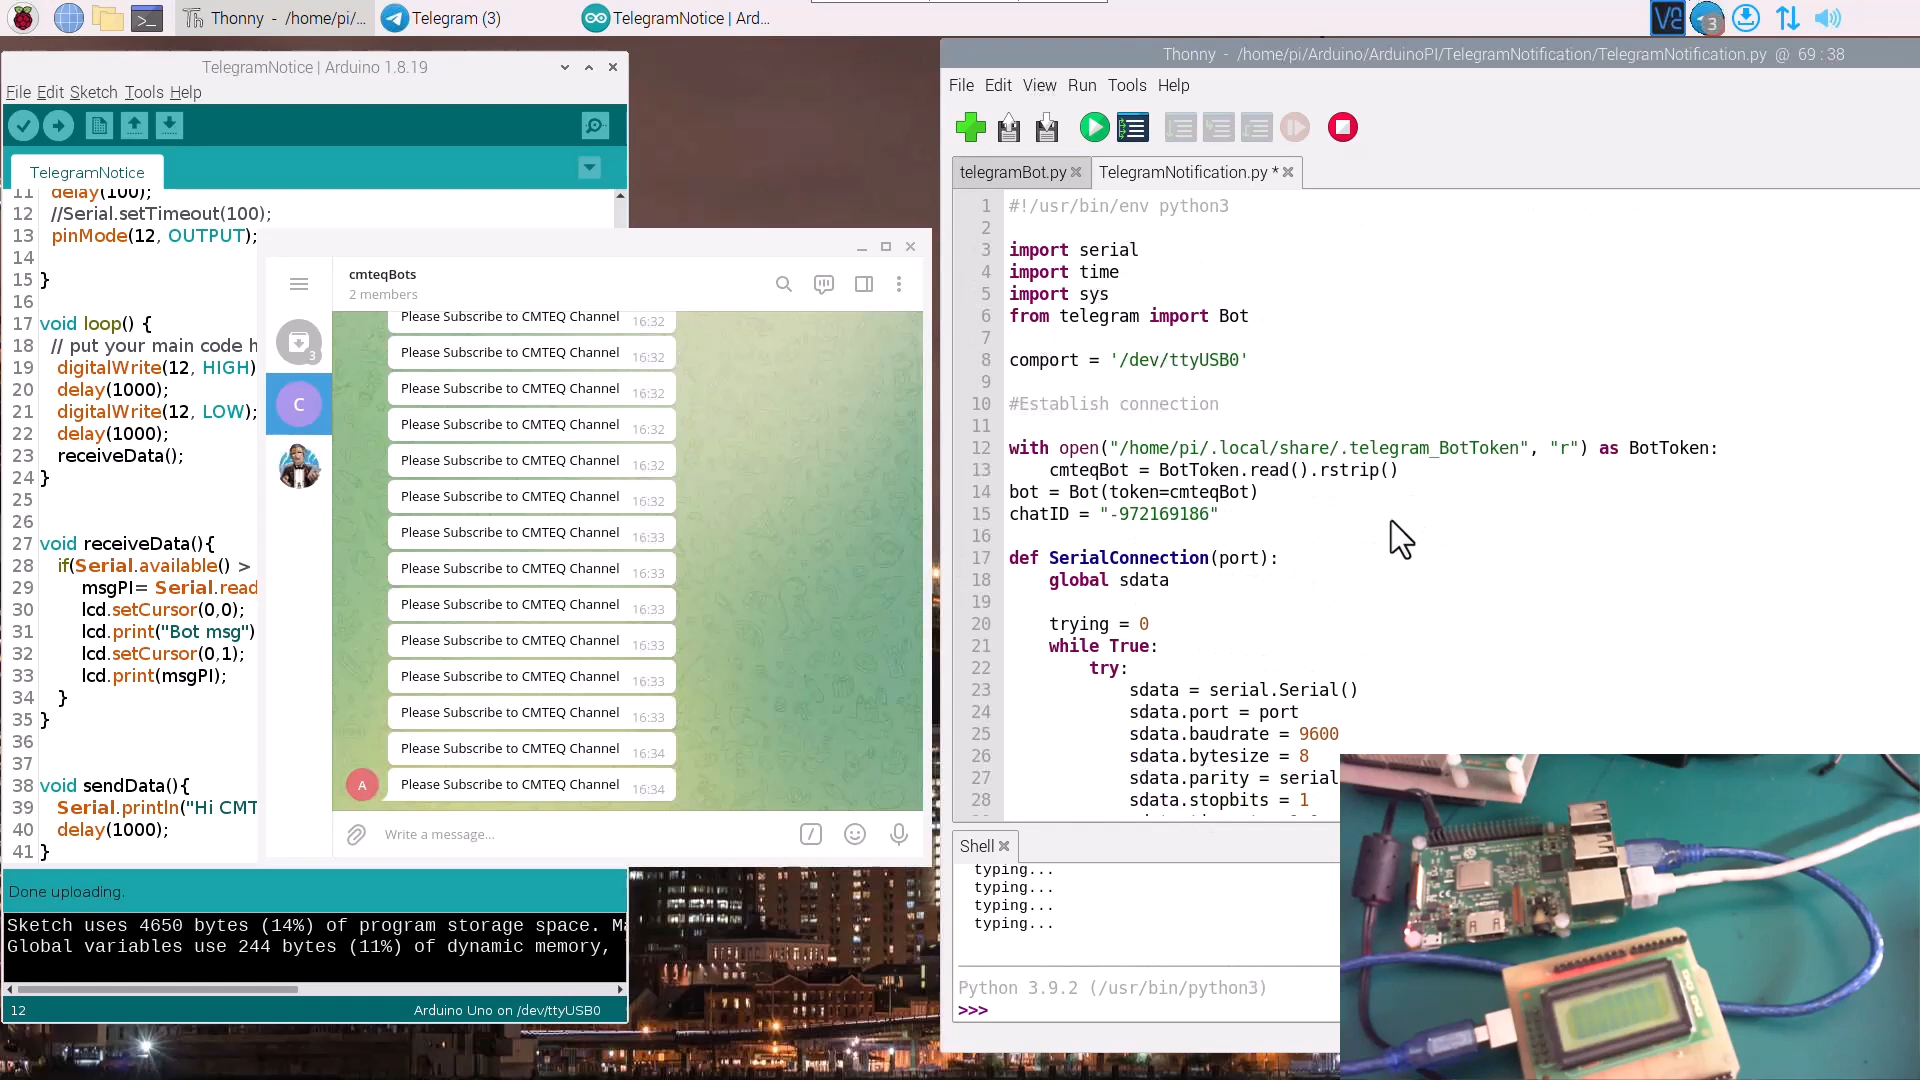 Thonny - /home/pi/...
Telegram (3)
TelegramNotice | Ard...
3
TelegramNotice | Arduino 1.8.19
File Edit Sketch Tools Help
TelegramNotice
11 delay(100);
12 //Serial.setTimeout(100);
13 pinMode(12, OUTPUT);
14
15 }
16
17 void loop() {
18 // put your main code h
19 digitalWrite(12, HIGH)
20 delay(1000);
21 digitalWrite(12, LOW);
22 delay(1000);
23 receiveData();
24 }
25
26
27 void receiveData(){
28 if(Serial.available() >
29 msgPI= Serial.read
30 lcd.setCursor(0,0);
31 lcd.print("Bot msg")
32 lcd.setCursor(0,1);
33 lcd.print(msgPI);
34 }
35 }
36
37
38 void sendData(){
39 Serial.println("Hi CMT
40 delay(1000);
41 }
Done uploading.
Sketch uses 4650 bytes (14%) of program storage space. Ma
Global variables use 244 bytes (11%) of dynamic memory,
12
Arduino Uno on /dev/ttyUSB0
cmteqBots
2 members
3
C
Please Subscribe to CMTEQ Channel 16:32
Please Subscribe to CMTEQ Channel 16:32
Please Subscribe to CMTEQ Channel 16:32
Please Subscribe to CMTEQ Channel 16:32
Please Subscribe to CMTEQ Channel 16:32
Please Subscribe to CMTEQ Channel 16:32
Please Subscribe to CMTEQ Channel 16:33
Please Subscribe to CMTEQ Channel 16:33
Please Subscribe to CMTEQ Channel 16:33
Please Subscribe to CMTEQ Channel 16:33
Please Subscribe to CMTEQ Channel 16:33
Please Subscribe to CMTEQ Channel 16:33
Please Subscribe to CMTEQ Channel 16:34
A
Please Subscribe to CMTEQ Channel 16:34
Write a message...
Thonny - /home/pi/Arduino/ArduinoPI/TelegramNotification/TelegramNotification.py @ 69 : 38
File Edit View Run Tools Help
telegramBot.py
TelegramNotification.py *
1 #!/usr/bin/env python3
2
3 import serial
4 import time
5 import sys
6 from telegram import Bot
7
8 comport = '/dev/ttyUSB0'
9
10 #Establish connection
11
12 with open("/home/pi/.local/share/.telegram_BotToken", "r") as BotToken:
13 cmteqBot = BotToken.read().rstrip()
14 bot = Bot(token=cmteqBot)
15 chatID = "-972169186"
16
17 def SerialConnection(port):
18 global sdata
19
20 trying = 0
21 while True:
22 try:
23 sdata = serial.Serial()
24 sdata.port = port
25 sdata.baudrate = 9600
26 sdata.bytesize = 8
27 sdata.parity = serial
28 sdata.stopbits = 1
Shell
typing...
typing...
typing...
typing...
Python 3.9.2 (/usr/bin/python3)
>>>